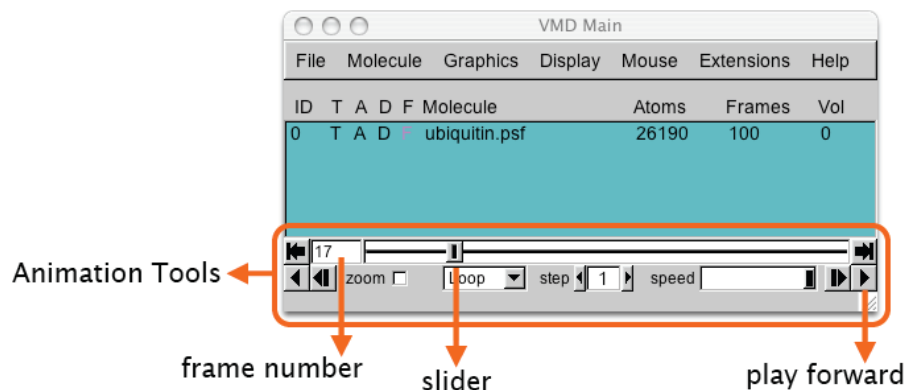 VMD Main
File Molecule Graphics Display Mouse Extensions Help
ID T A D F Molecule Atoms Frames Vol
0 T A D F ubiquitin.psf 26190 100 0
17
zoom Loop step 1 speed
Animation Tools
frame number
slider
play forward